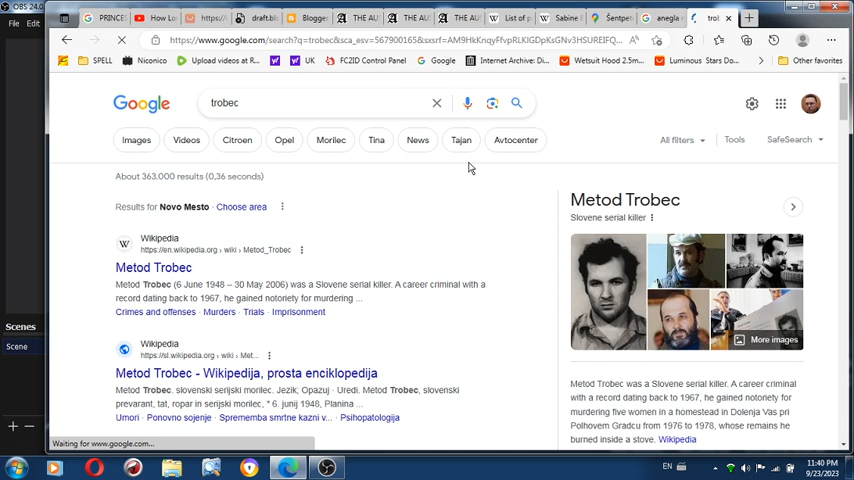 OBS 24.0
File
PRINCES
How Lo
https://
draft.blo
Blogger
THE AU
THE AU
THE AU
List of p
Sabine
Šentpet
anegla r
tro
https://www.google.com/search?q=trobec&sca_esv=567900165&sxsrf=AM9HkKnqyFfvpRLKIGDpKsGNv3HSUREIFQ...
SPELL
Niconico
Upload videos at R...
UK
FC2ID Control Panel
Google
Internet Archive: Di...
Wetsuit Hood 2.5m...
Luminous Stars Do...
Other favorites
Google
trobec
Images
Videos
Citroen
Opel
Morilec
Tina
News
Tajan
Avtocenter
All filters
Tools
SafeSearch
About 363.000 results (0,36 seconds)
Results for Novo Mesto · Choose area
Wikipedia
https://en.wikipedia.org › wiki › Metod_Trobec
Metod Trobec
Metod Trobec (6 June 1948 – 30 May 2006) was a Slovene serial killer. A career criminal with a
record dating back to 1967, he gained notoriety for murdering ...
Crimes and offenses · Murders · Trials · Imprisonment
Wikipedia
https://sl.wikipedia.org › wiki › Met...
Metod Trobec - Wikipedija, prosta enciklopedija
Metod Trobec. slovenski serijski morilec. Jezik; Opazuj · Uredi. Metod Trobec, slovenski
prevarant, tat, ropar in serijski morilec, * 6. junij 1948, Planina ...
Umori · Ponovno sojenje · Sprememba smrtne kazni v... · Psihopatologija
Metod Trobec
Slovene serial killer
More images
Metod Trobec was a Slovene serial killer. A career criminal
with a record dating back to 1967, he gained notoriety for
murdering five women in a homestead in Dolenja Vas pri
Polhovem Gradcu from 1976 to 1978, whose remains he
burned inside a stove. Wikipedia
Scenes
Scene
Waiting for www.google.com...
EN
11:40 PM
9/23/2023